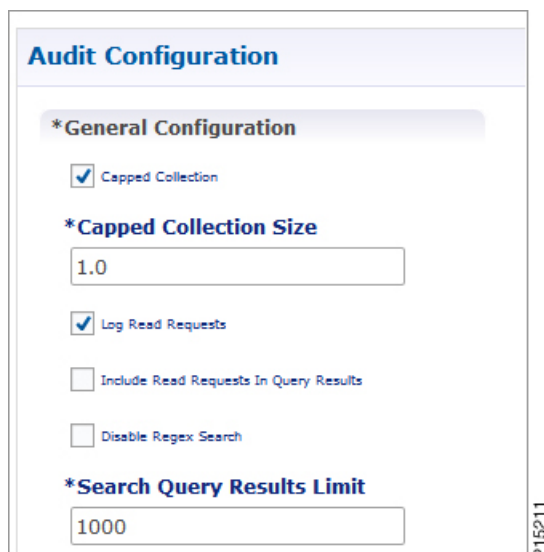 Audit Configuration
*General Configuration
Capped Collection
*Capped Collection Size
1.0
Log Read Requests
Include Read Requests In Query Results
Disable Regex Search
*Search Query Results Limit
1000